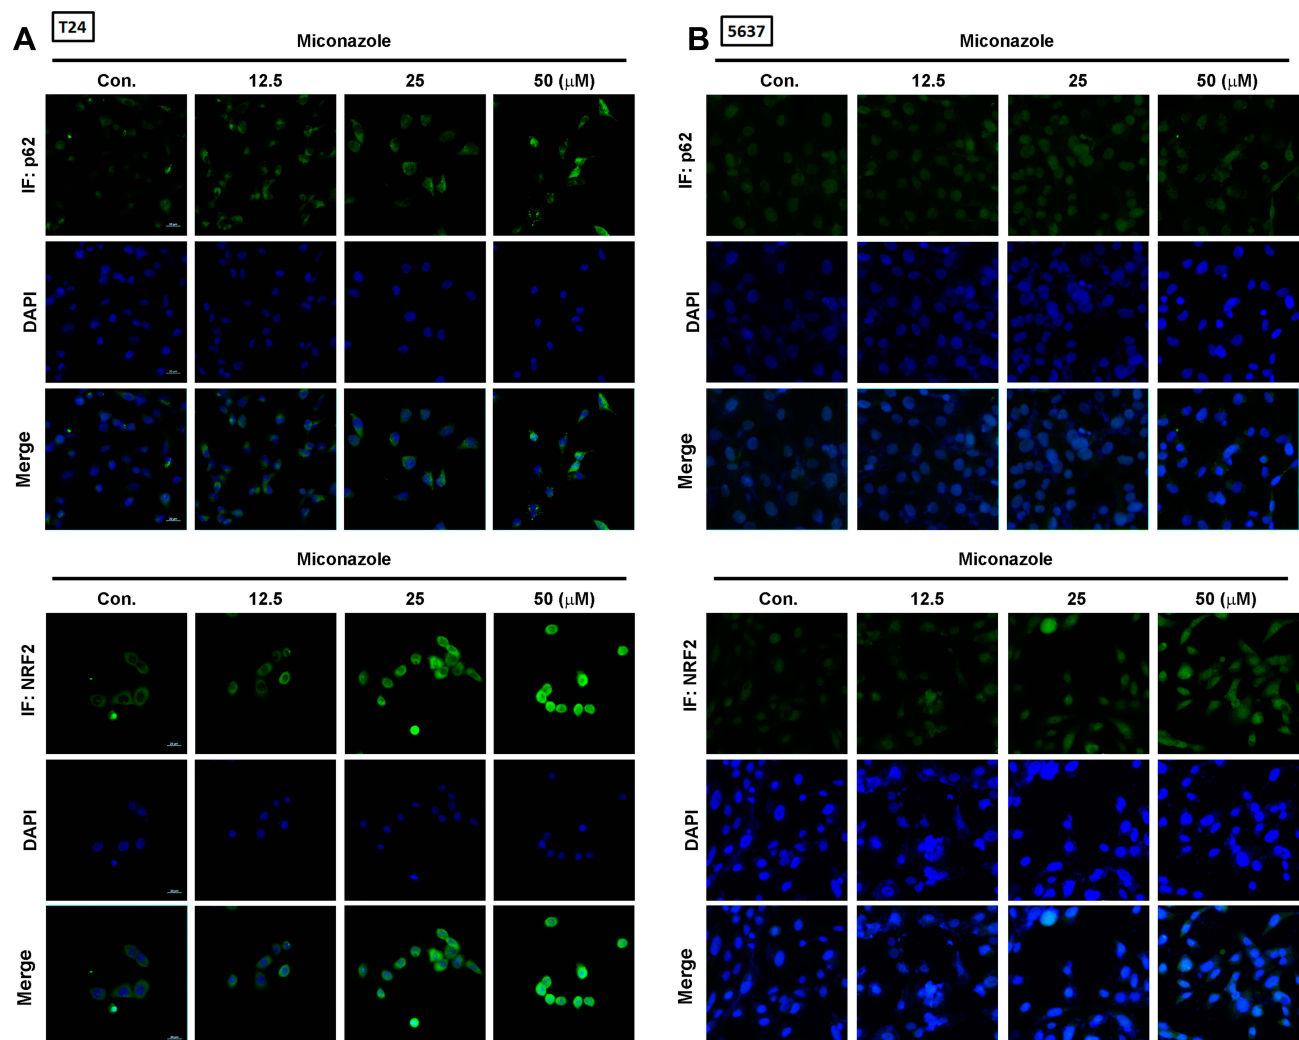 A
T24
Miconazole
Con. 12.5 25 50 (μM)
IF: p62
DAPI
Merge
Miconazole
Con. 12.5 25 50 (μM)
IF: NRF2
DAPI
Merge
B
5637
Miconazole
Con. 12.5 25 50 (μM)
IF: p62
DAPI
Merge
Miconazole
Con. 12.5 25 50 (μM)
IF: NRF2
DAPI
Merge